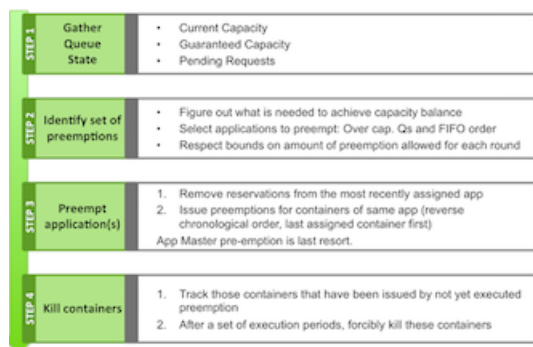 STEP 1
Gather
Queue
State
• Current Capacity
• Guaranteed Capacity
• Pending Requests
STEP 2
Identify set of
preemptions
• Figure out what is needed to achieve capacity balance
• Select applications to preempt: Over cap. Qs and FIFO order
• Respect bounds on amount of preemption allowed for each round
STEP 3
Preempt
application(s)
1. Remove reservations from the most recently assigned app
2. Issue preemptions for containers of same app (reverse
chronological order, last assigned container first)
App Master pre-emption is last resort.
STEP 4
Kill containers
1. Track those containers that have been issued by not yet executed
preemption
2. After a set of execution periods, forcibly kill these containers